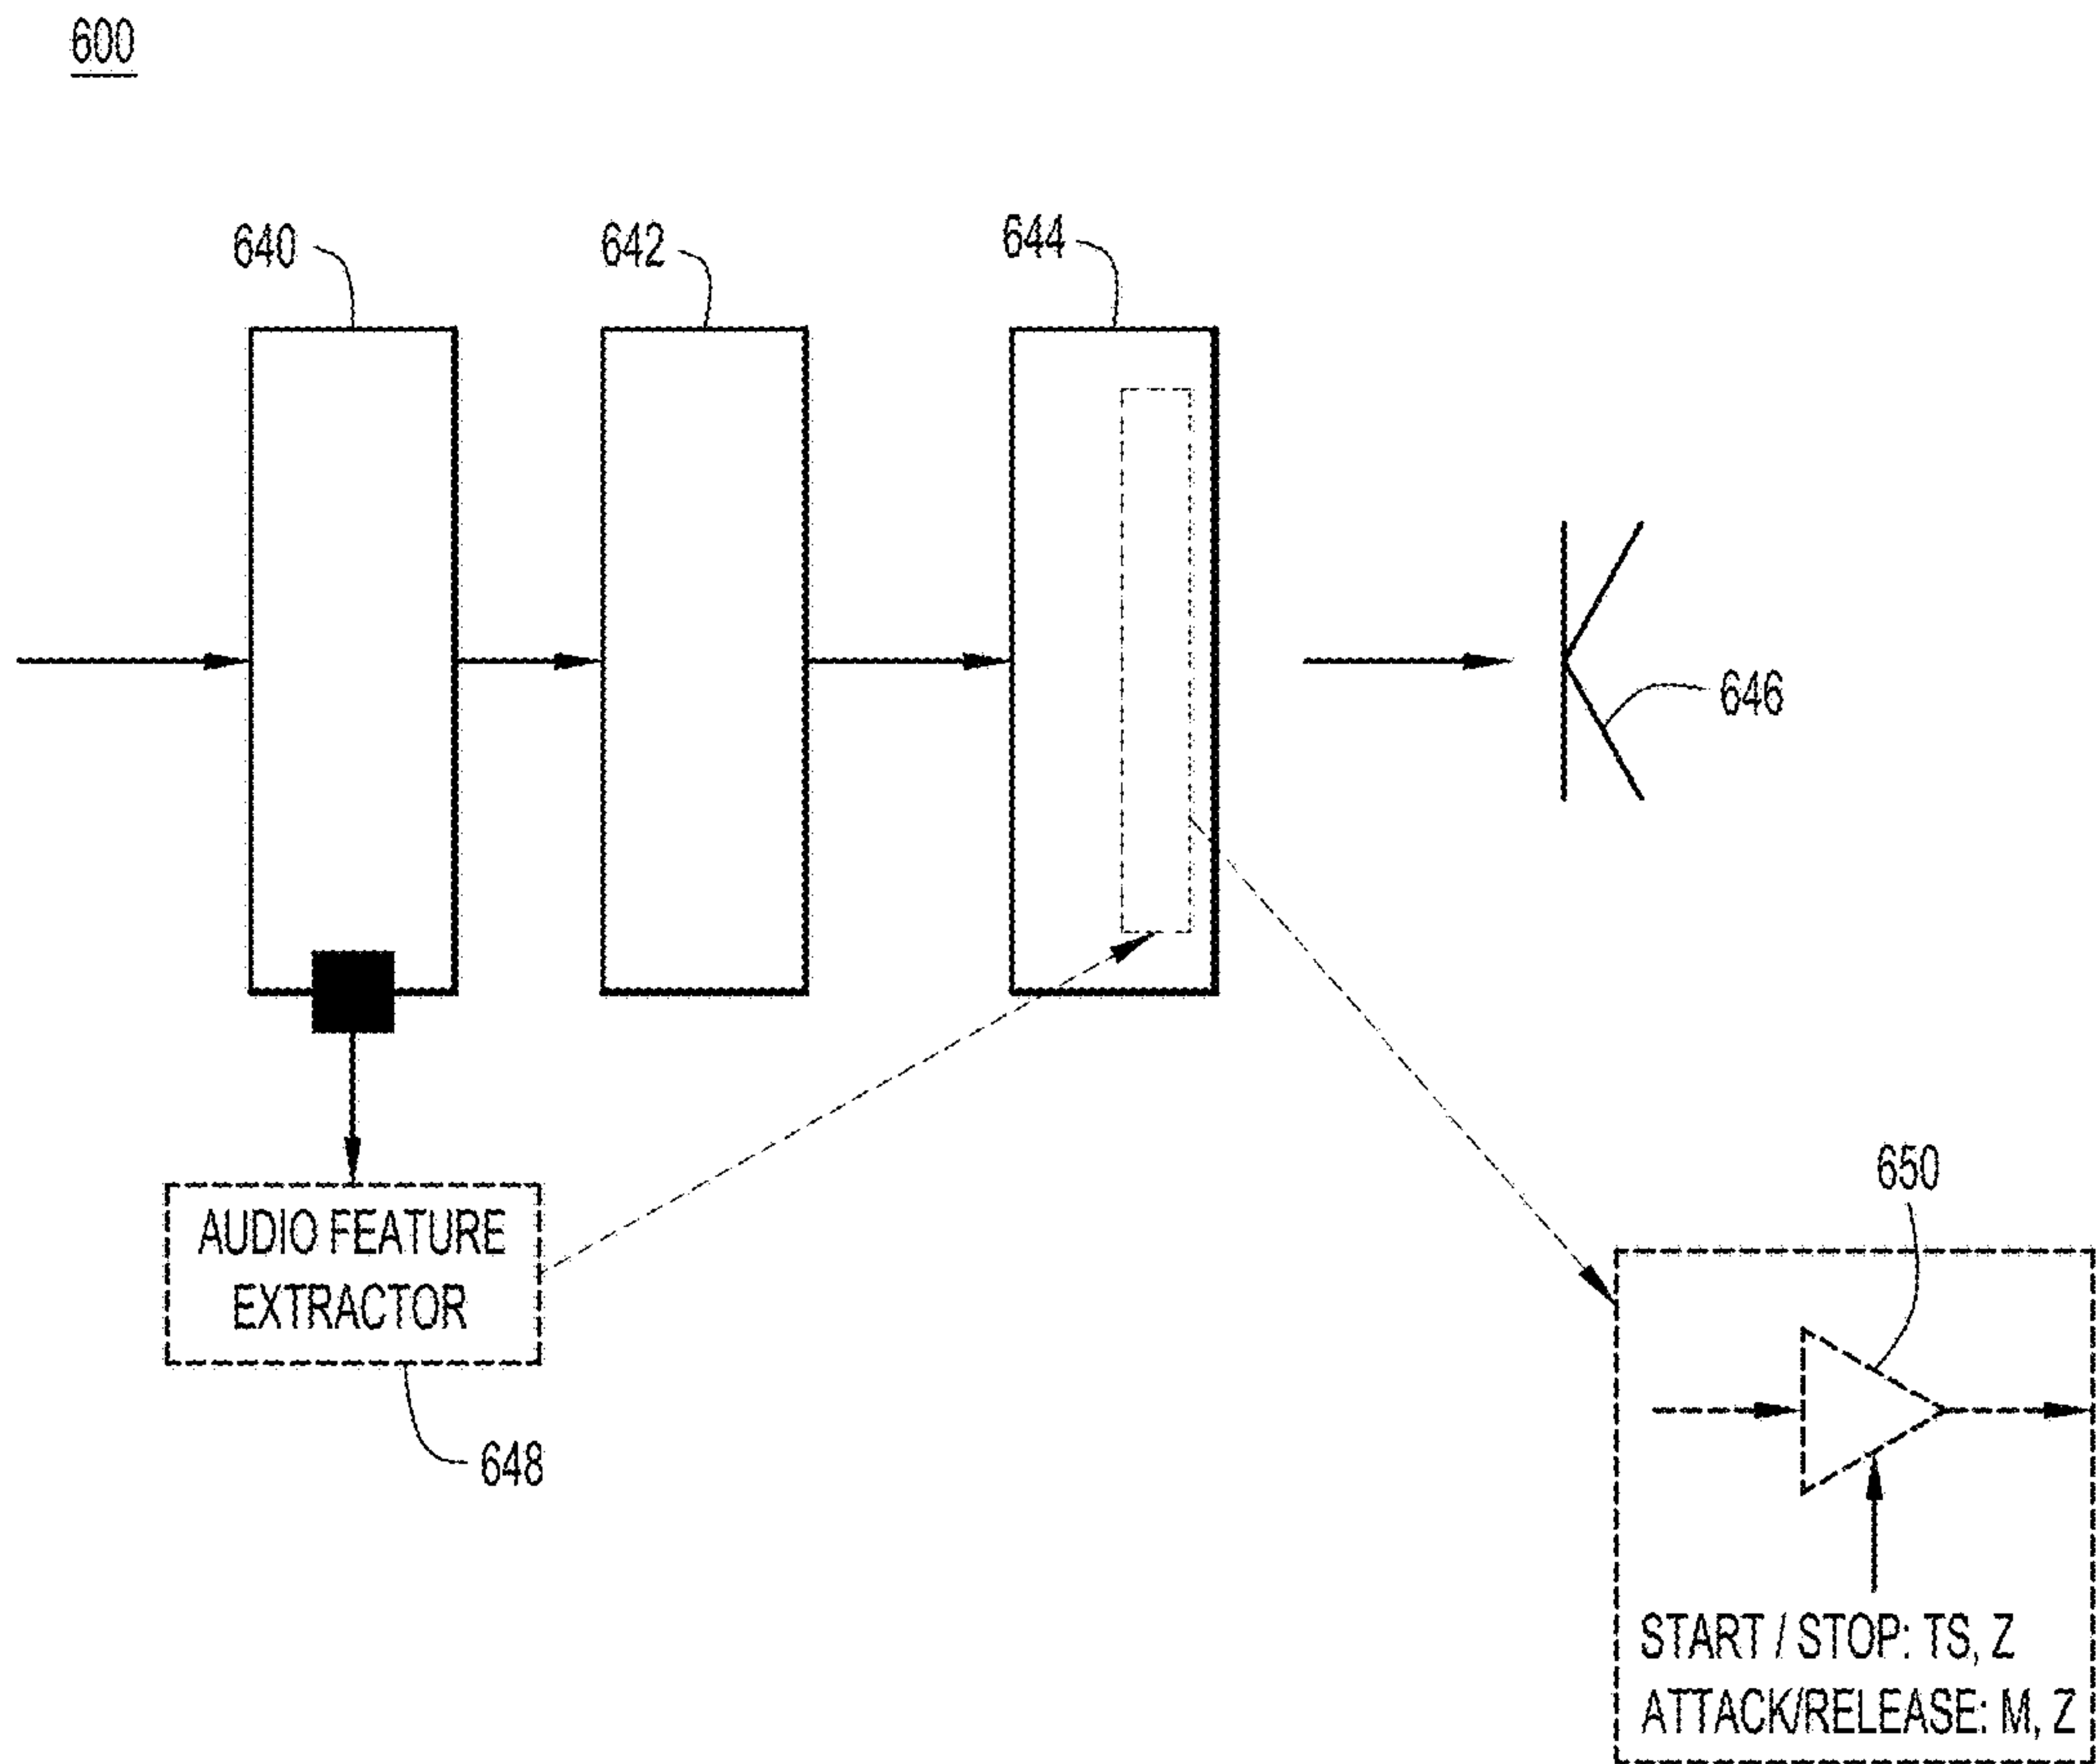 600
640
642
644
646
AUDIO FEATURE
EXTRACTOR
648
650
START / STOP: TS, Z
ATTACK/RELEASE: M, Z